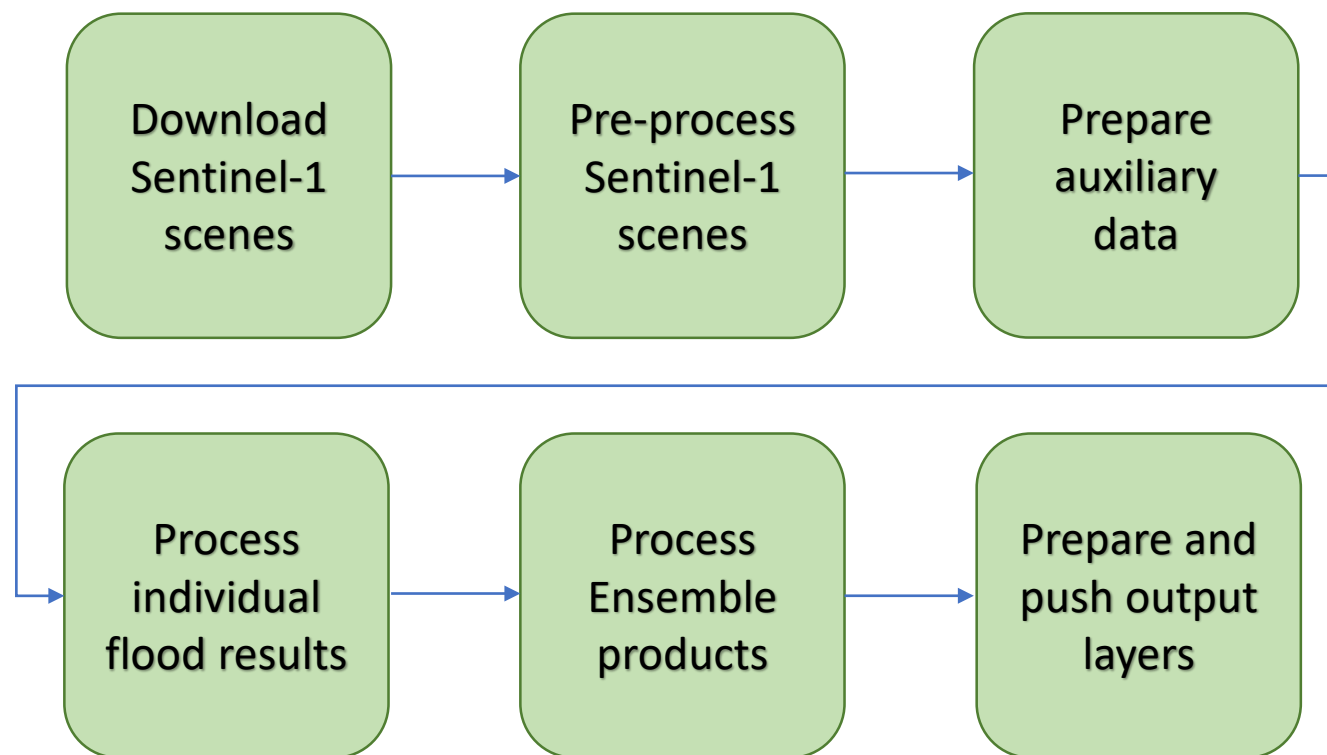 Download
Sentinel-1
scenes
Pre-process
Sentinel-1
scenes
Prepare
auxiliary
data
Process
individual
flood results
Process
Ensemble
products
Prepare and
push output
layers